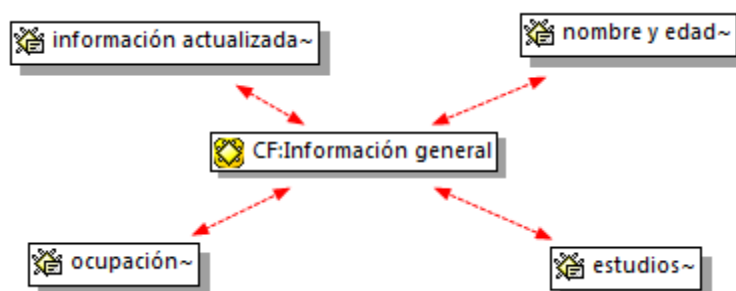 información actualizada~
nombre y edad~
CF:Información general
ocupación~
estudios~